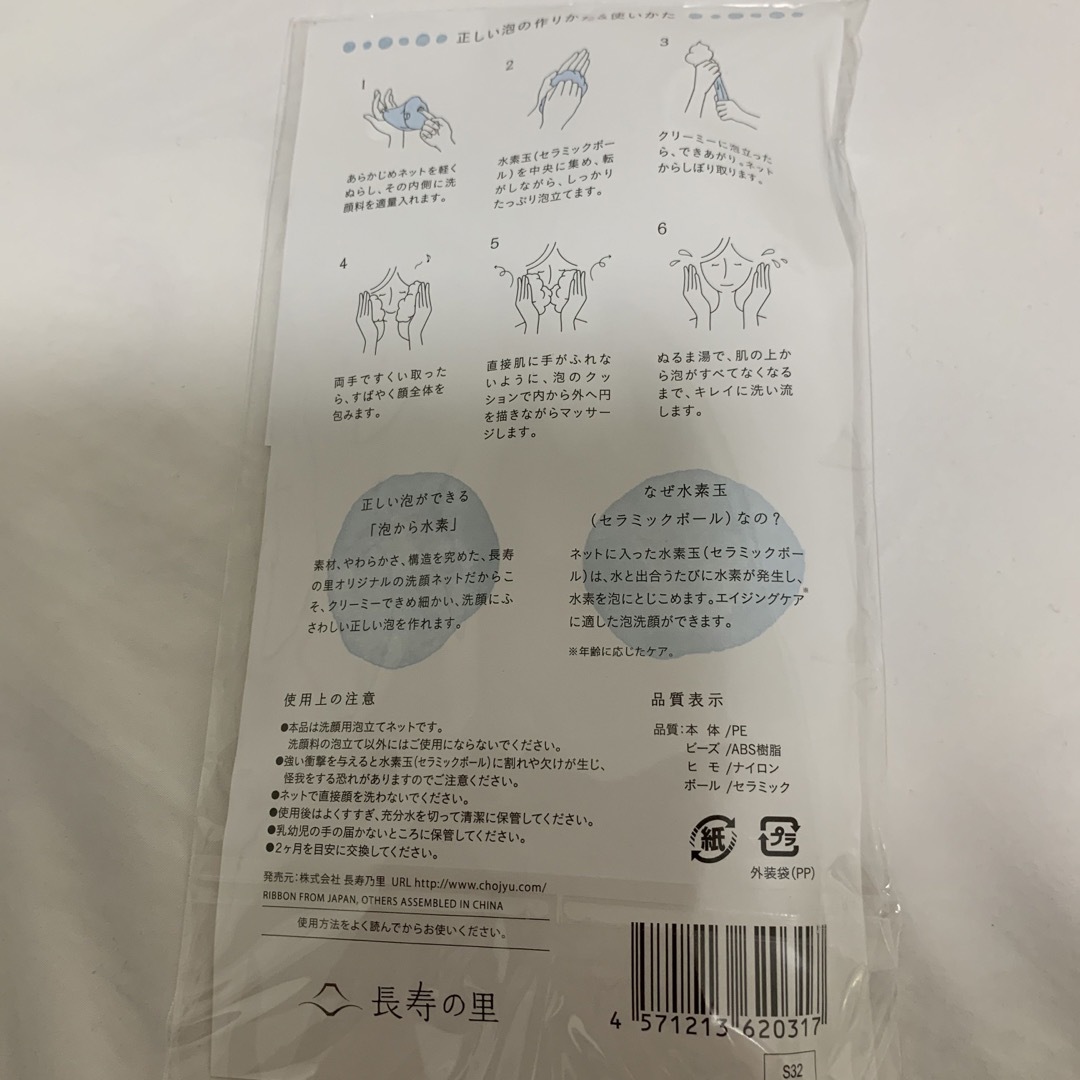 正しい泡の作りかた&使いかた
1
あらかじめネットを軽く
ぬらし、その内側に洗
顔料を適量入れます。
2
水素玉(セラミックボー
ル)を中央に集め、転
がしながら、しっかり
たっぷり泡立てます。
3
クリーミーに泡立った
ら、できあがり。ネット
からしぼり取ります。
4
両手ですくい取った
ら、すばやく顔全体を
包みます。
5
直接肌に手がふれな
いように、泡のクッ
ションで内から外へ円
を描きながらマッサー
ジします。
6
ぬるま湯で、肌の上か
ら泡がすべてなくなる
まで、キレイに洗い流
します。
正しい泡ができる
「泡から水素」
素材、やわらかさ、構造を究めた、長寿
の里オリジナルの洗顔ネットだからこ
そ、クリーミーできめ細かい、洗顔にふ
さわしい正しい泡を作れます。
なぜ水素玉
(セラミックボール)なの?
ネットに入った水素玉(セラミックボー
ル)は、水と出合うたびに水素が発生し、
水素を泡にとじこめます。エイジングケア※
に適した泡洗顔ができます。
※年齢に応じたケア。
使用上の注意
●本品は洗顔用泡立てネットです。
洗顔料の泡立て以外にはご使用にならないでください。
●強い衝撃を与えると水素玉(セラミックボール)に割れや欠けが生じ、
怪我をする恐れがありますのでご注意ください。
●ネットで直接顔を洗わないでください。
●使用後はよくすすぎ、充分水を切って清潔に保管してください。
●乳幼児の手の届かないところに保管してください。
●2ヶ月を目安に交換してください。
発売元:株式会社 長寿乃里 URL http://www.chojyu.com/
RIBBON FROM JAPAN, OTHERS ASSEMBLED IN CHINA
使用方法をよく読んでからお使いください。
品質表示
品質:本 体 /PE
ビーズ /ABS樹脂
ヒ モ /ナイロン
ボール /セラミック
紙
プラ
外装袋(PP)
長寿の里
4 571213 620317
S32